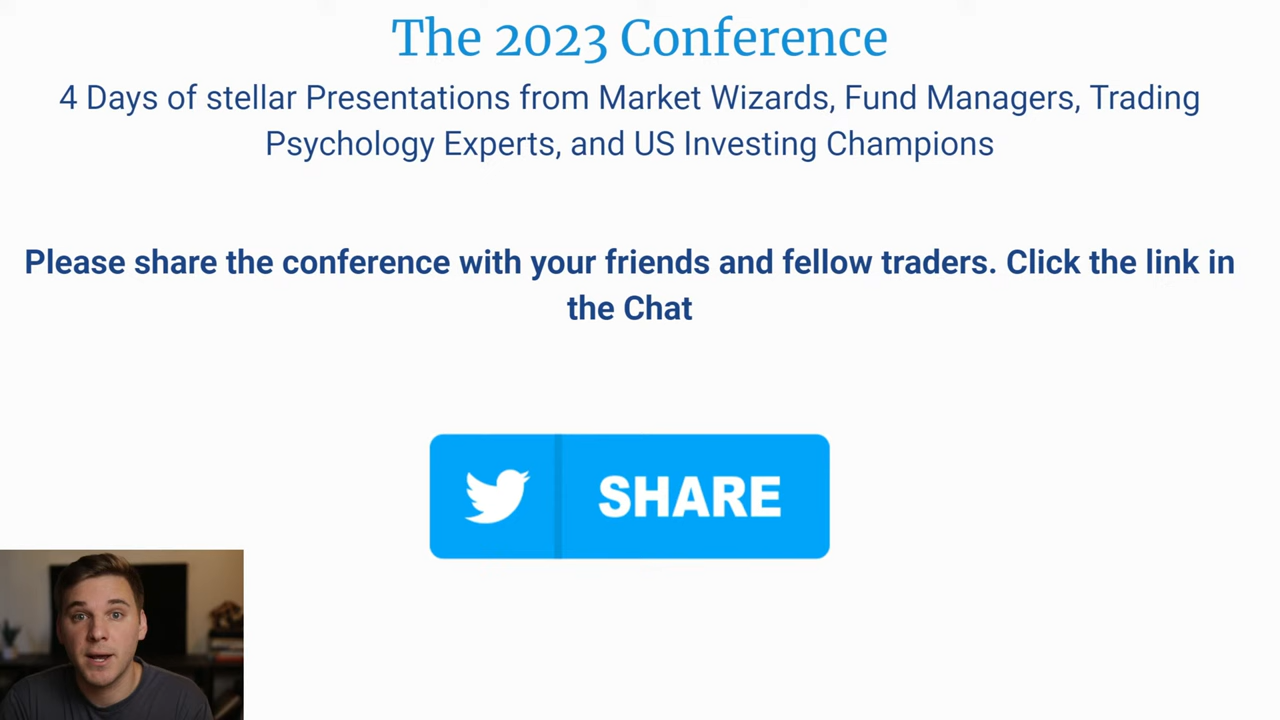 The 2023 Conference
4 Days of stellar Presentations from Market Wizards, Fund Managers, Trading
Psychology Experts, and US Investing Champions
Please share the conference with your friends and fellow traders. Click the link in
the Chat
SHARE